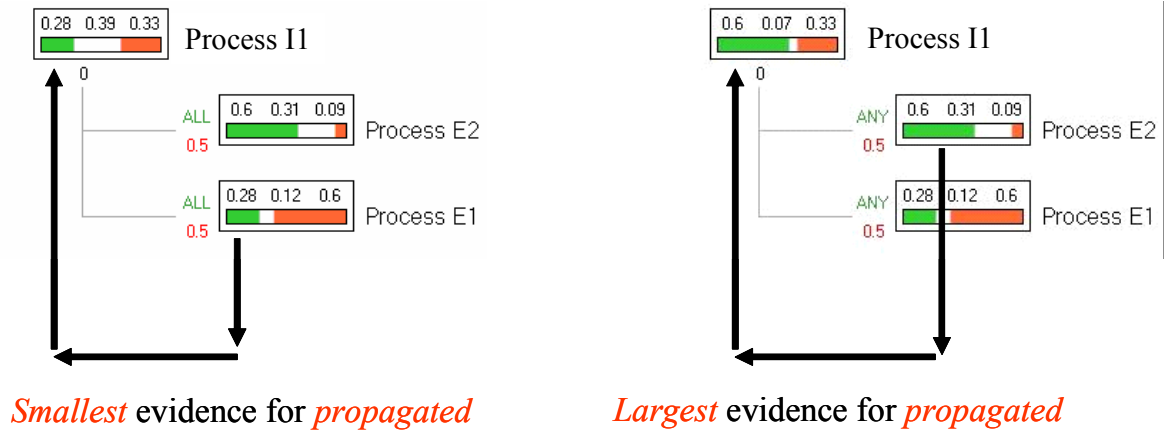 0.28 0.39 0.33
Process I1
0
ALL
0.5
0.6 0.31 0.09
Process E2
ALL
0.5
0.28 0.12 0.6
Process E1
Smallest evidence for propagated
0.6 0.07 0.33
Process I1
0
ANY
0.5
0.6 0.31 0.09
Process E2
ANY
0.5
0.28 0.12 0.6
Process E1
Largest evidence for propagated